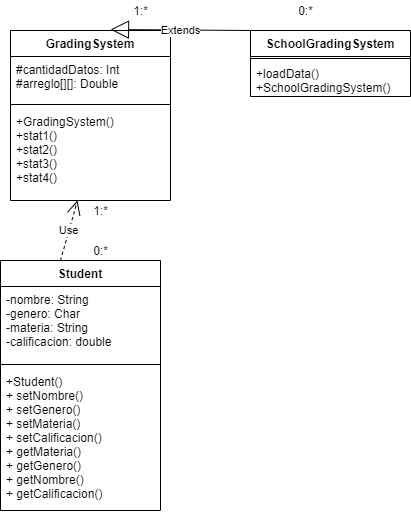 1:*
0:*
Extends
GradingSystem
#cantidadDatos: Int
#arreglo[][]: Double
+GradingSystem()
+stat1()
+stat2()
+stat3()
+stat4()
SchoolGradingSystem
+loadData()
+SchoolGradingSystem()
1:*
Use
0:*
Student
-nombre: String
-genero: Char
-materia: String
-calificacion: double
+Student()
+ setNombre()
+ setGenero()
+ setMateria()
+ setCalificacion()
+ getMateria()
+ getGenero()
+ getNombre()
+ getCalificacion()